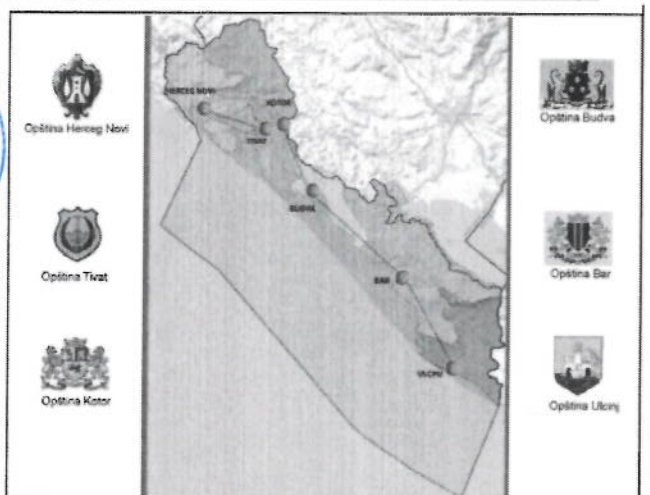 Opština Herceg Novi
Opština Tivat
Opština Kotor
HERCEG NOVI
KOTOR
TIVAT
BUDVA
BAR
ULCINJ
Opština Budva
Opština Bar
Opština Ulcinj